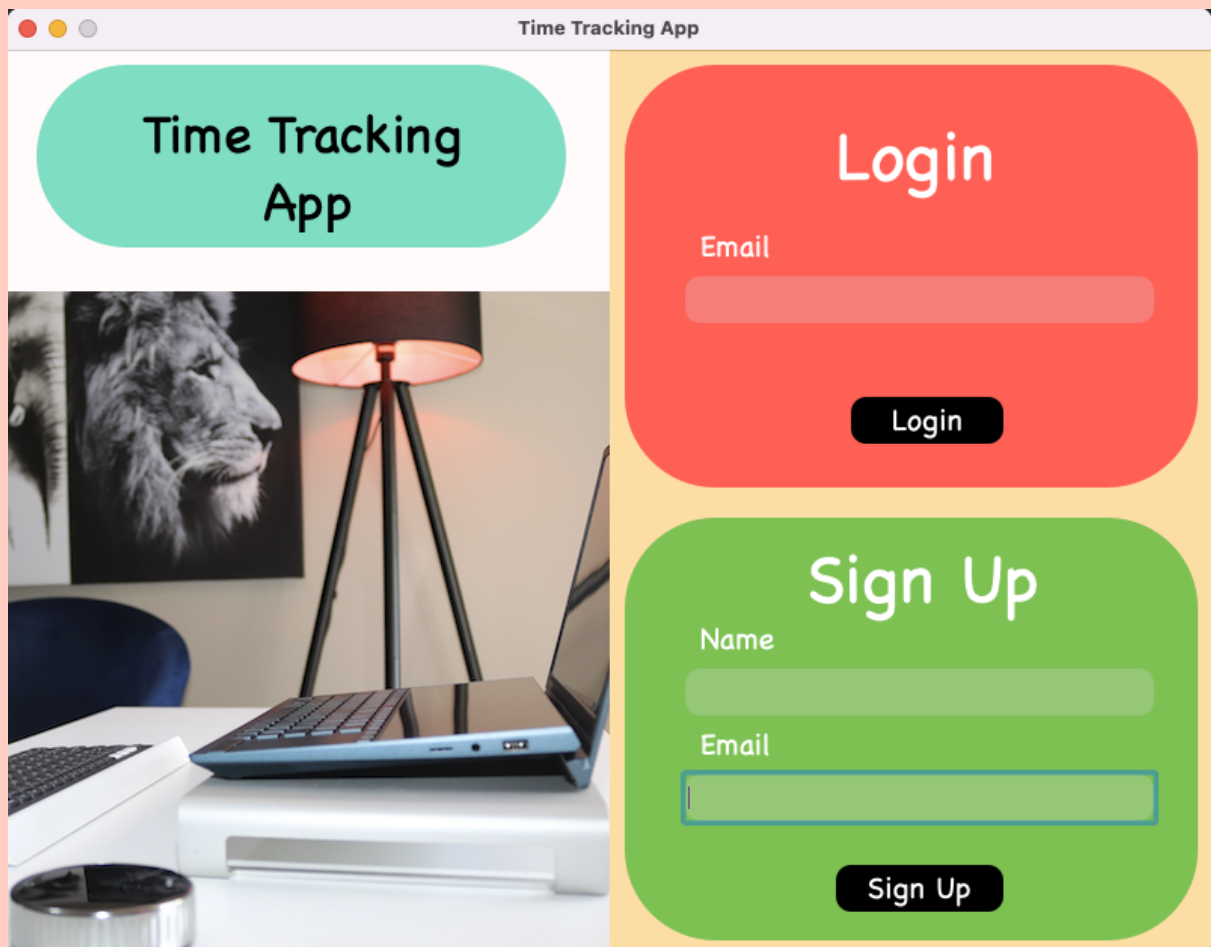 Time Tracking App
Time Tracking
App
Login
Email
Login
Sign Up
Name
Email
Sign Up